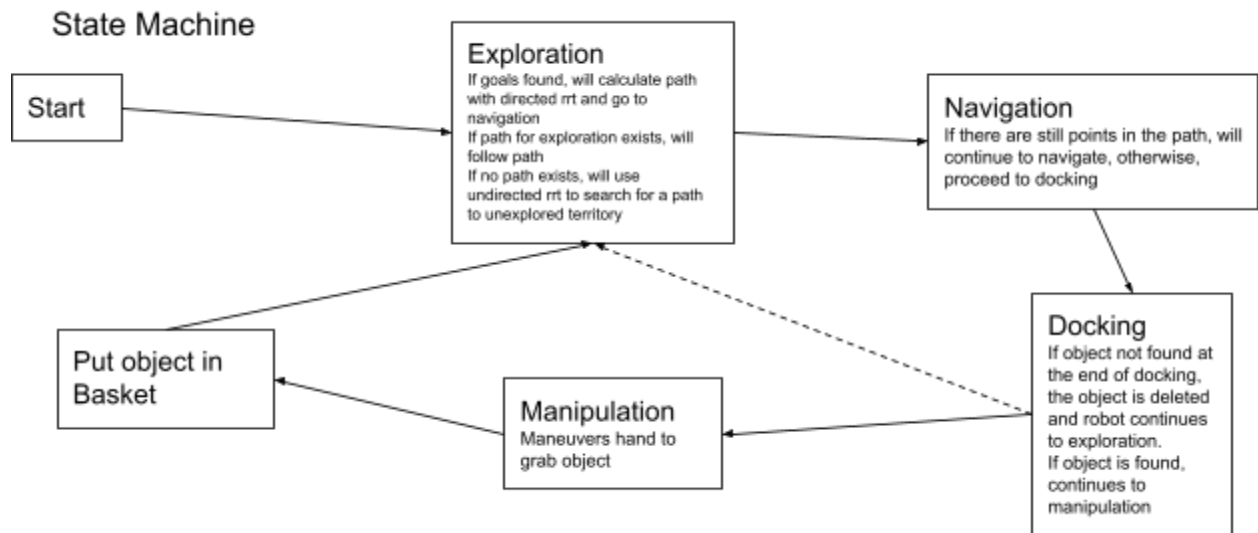 State Machine
Start
Exploration
If goals found, will calculate path
with directed rrt and go to
navigation
If path for exploration exists, will
follow path
If no path exists, will use
undirected rrt to search for a path
to unexplored territory
Navigation
If there are still points in the path, will
continue to navigate, otherwise,
proceed to docking
Docking
If object not found at
the end of docking,
the object is deleted
and robot continues
to exploration.
If object is found,
continues to
manipulation
Manipulation
Maneuvers hand to
grab object
Put object in
Basket